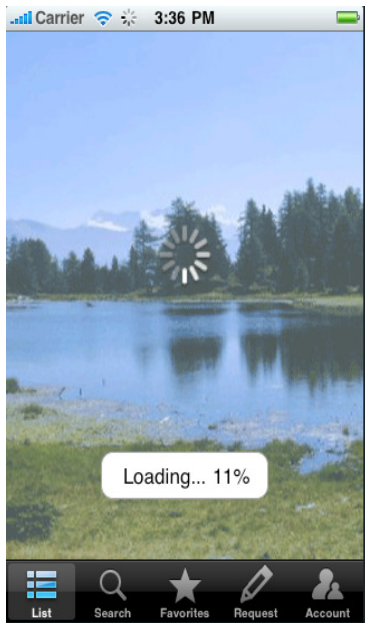 Carrier 3:36 PM
Loading... 11%
List Search Favorites Request Account